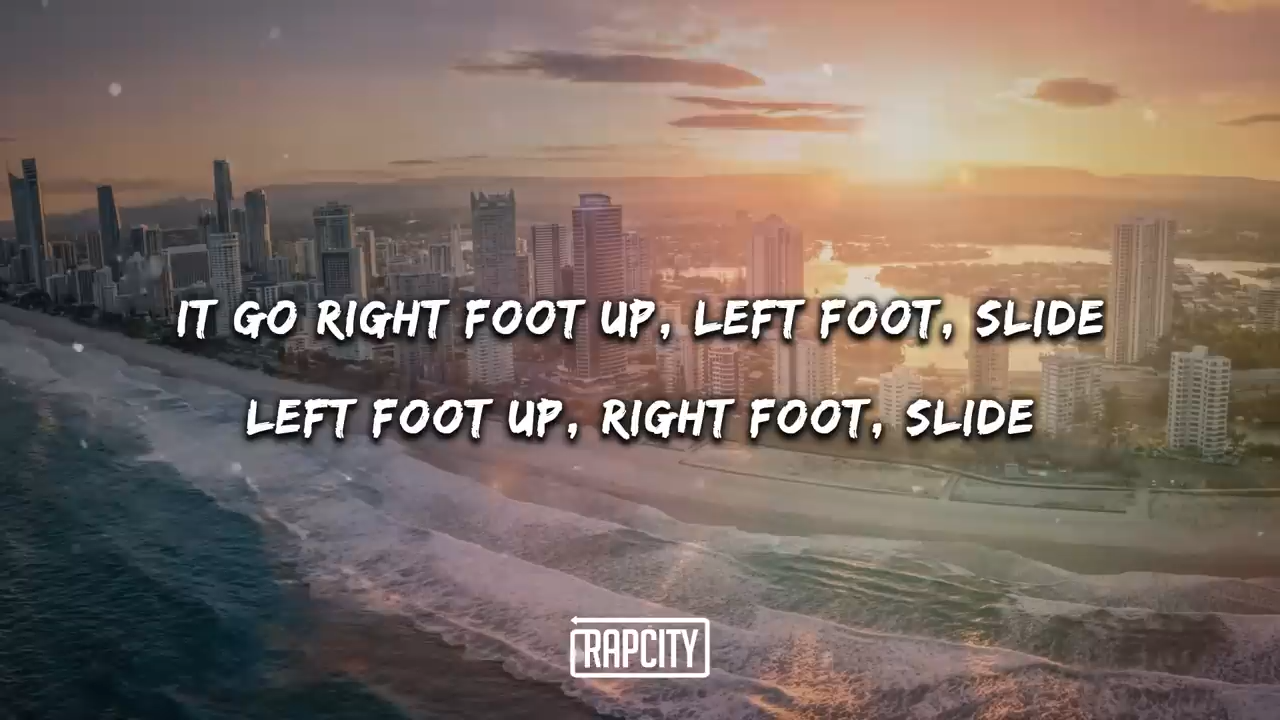 IT GO RIGHT FOOT UP, LEFT FOOT, SLIDE
LEFT FOOT UP, RIGHT FOOT, SLIDE
RAPCITY